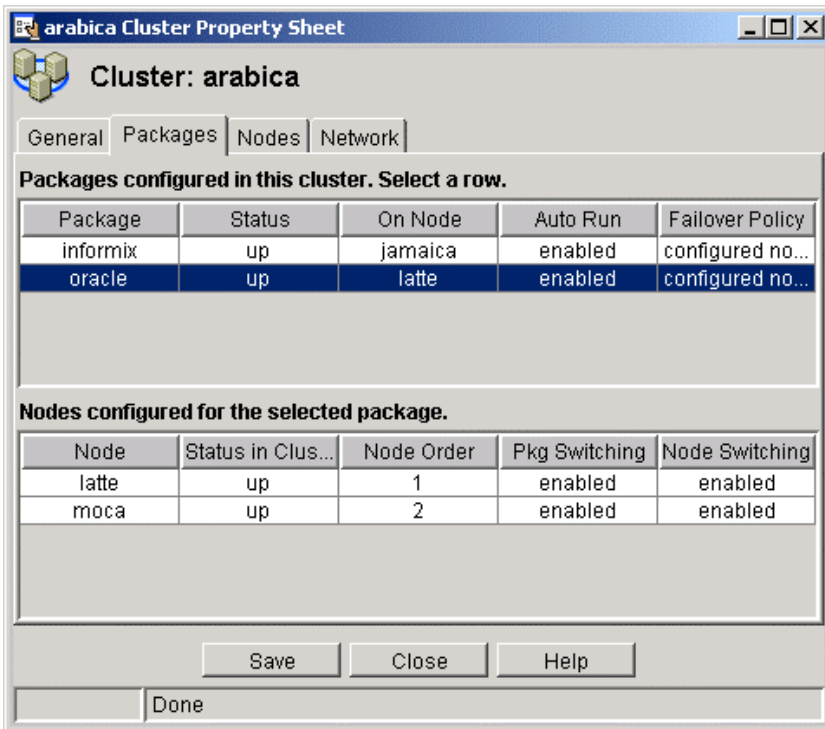 arabica Cluster Property Sheet
Cluster: arabica
General Packages Nodes Network
Packages configured in this cluster. Select a row.
Package Status On Node Auto Run Failover Policy
informix up jamaica enabled configured no...
oracle up latte enabled configured no...
Nodes configured for the selected package.
Node Status in Clus... Node Order Pkg Switching Node Switching
latte up 1 enabled enabled
moca up 2 enabled enabled
Save Close Help
Done